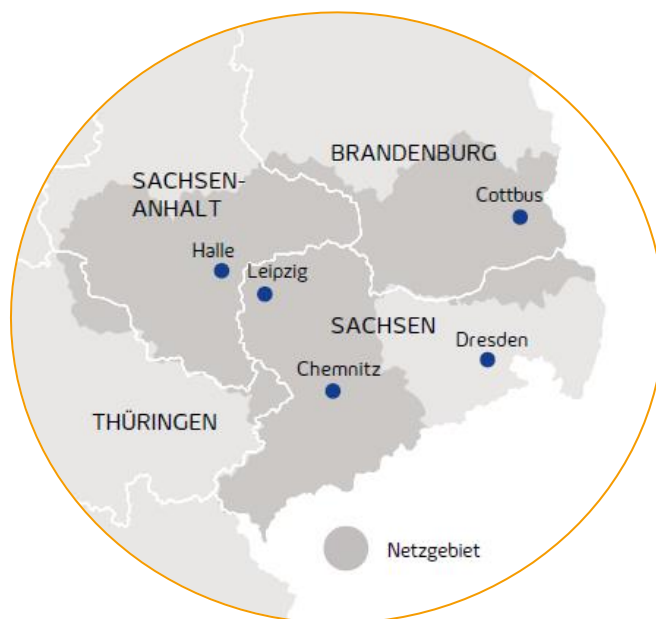 BRANDENBURG
SACHSEN-
ANHALT
Cottbus
Halle
Leipzig
SACHSEN
Dresden
Chemnitz
THÜRINGEN
Netzgebiet